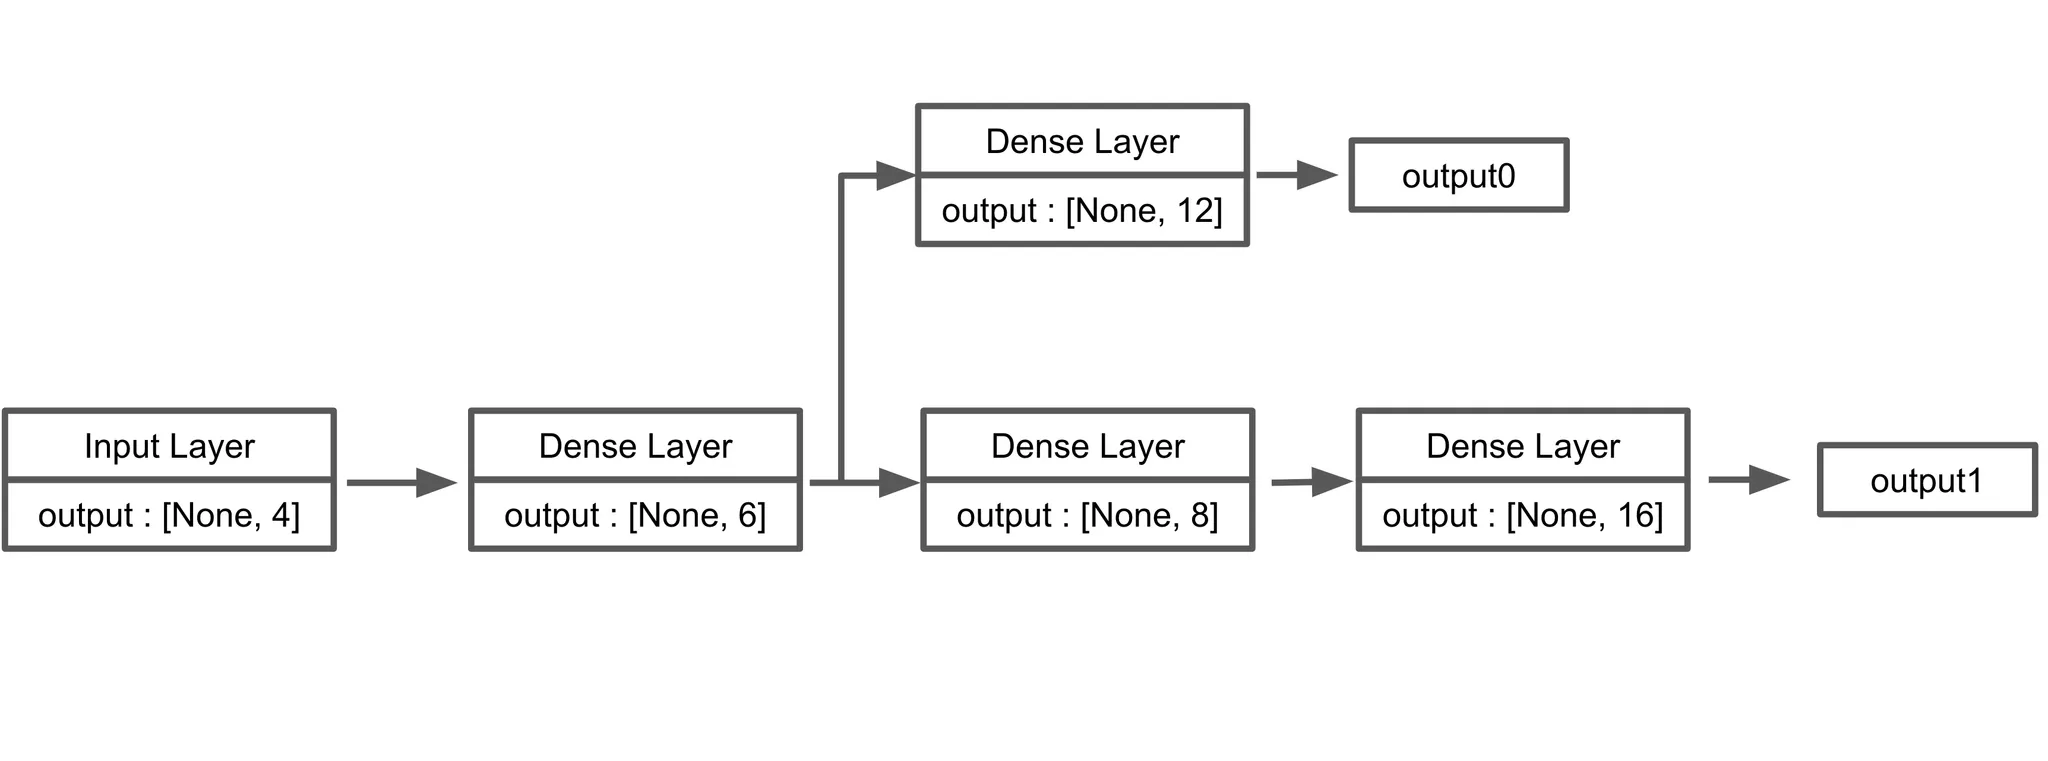 Dense Layer
output : [None, 12]
output0
Input Layer
output : [None, 4]
Dense Layer
output : [None, 6]
Dense Layer
output : [None, 8]
Dense Layer
output : [None, 16]
output1